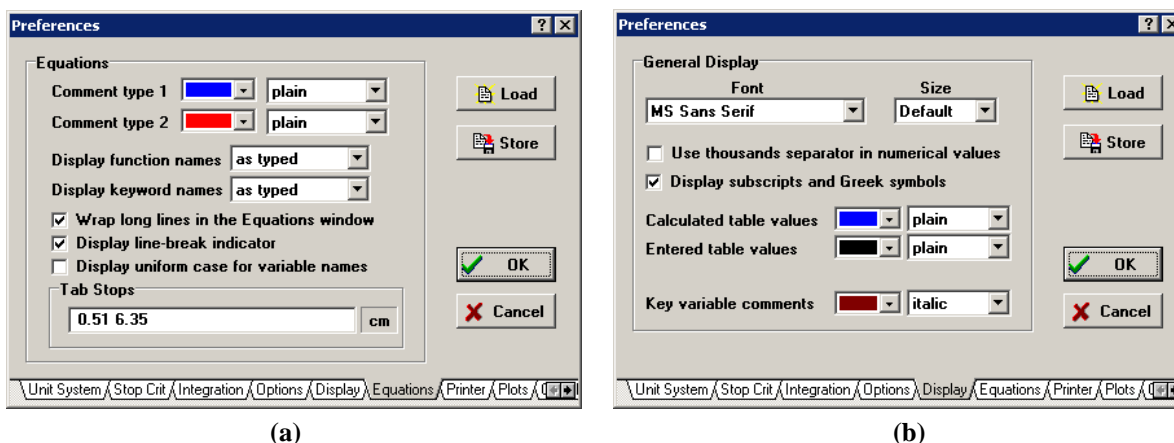 Preferences
Equations
Comment type 1 plain
Comment type 2 plain
Display function names as typed
Display keyword names as typed
Wrap long lines in the Equations window
Display line-break indicator
Display uniform case for variable names
Tab Stops
0.51 6.35 cm
Load
Store
OK
Cancel
Unit System Stop Crit Integration Options Display Equations Printer Plots
(a)
Preferences
General Display
Font Size
MS Sans Serif Default
Use thousands separator in numerical values
Display subscripts and Greek symbols
Calculated table values plain
Entered table values plain
Key variable comments italic
Load
Store
OK
Cancel
Unit System Stop Crit Integration Options Display Equations Printer Plots
(b)